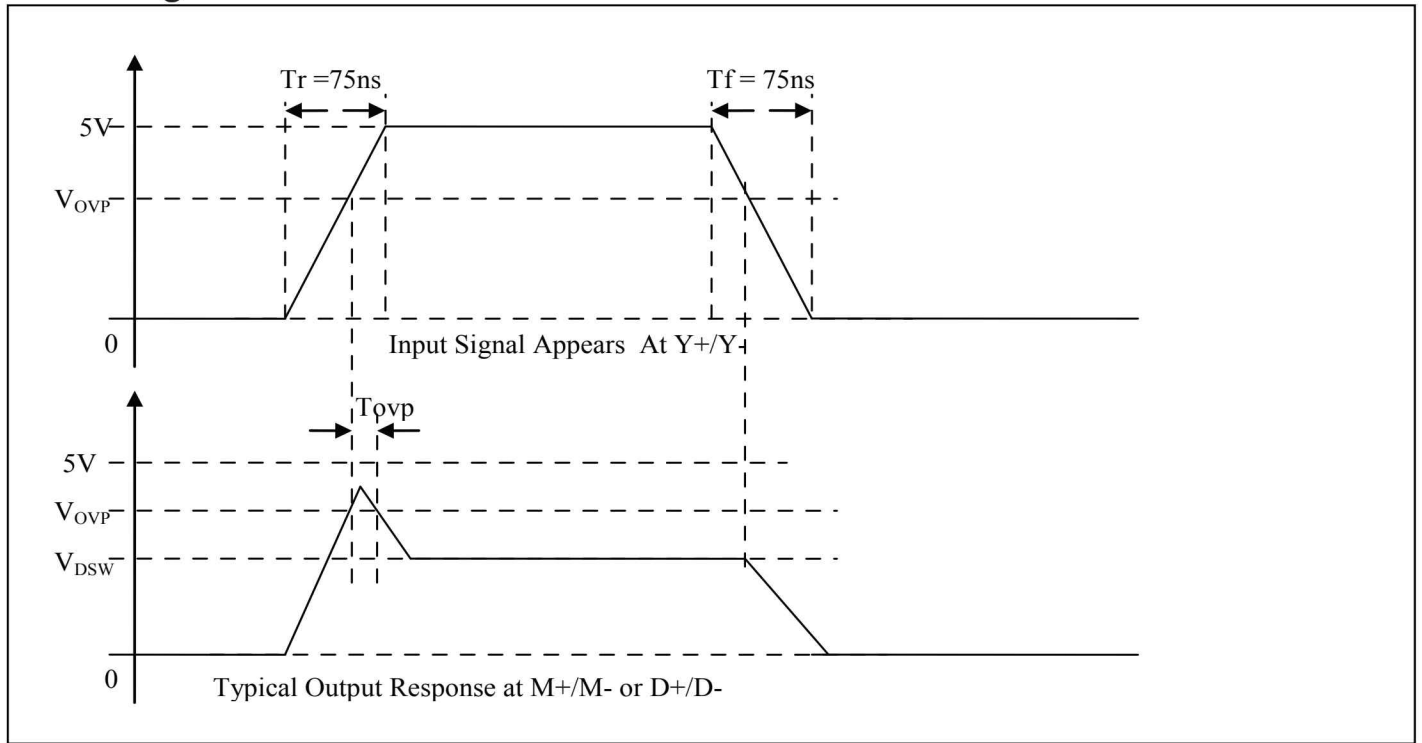 Tr =75ns
Tf = 75ns
5V
VOVP
0
Input Signal Appears At Y+/Y-
Tovp
5V
VOVP
VDSW
0
Typical Output Response at M+/M- or D+/D-